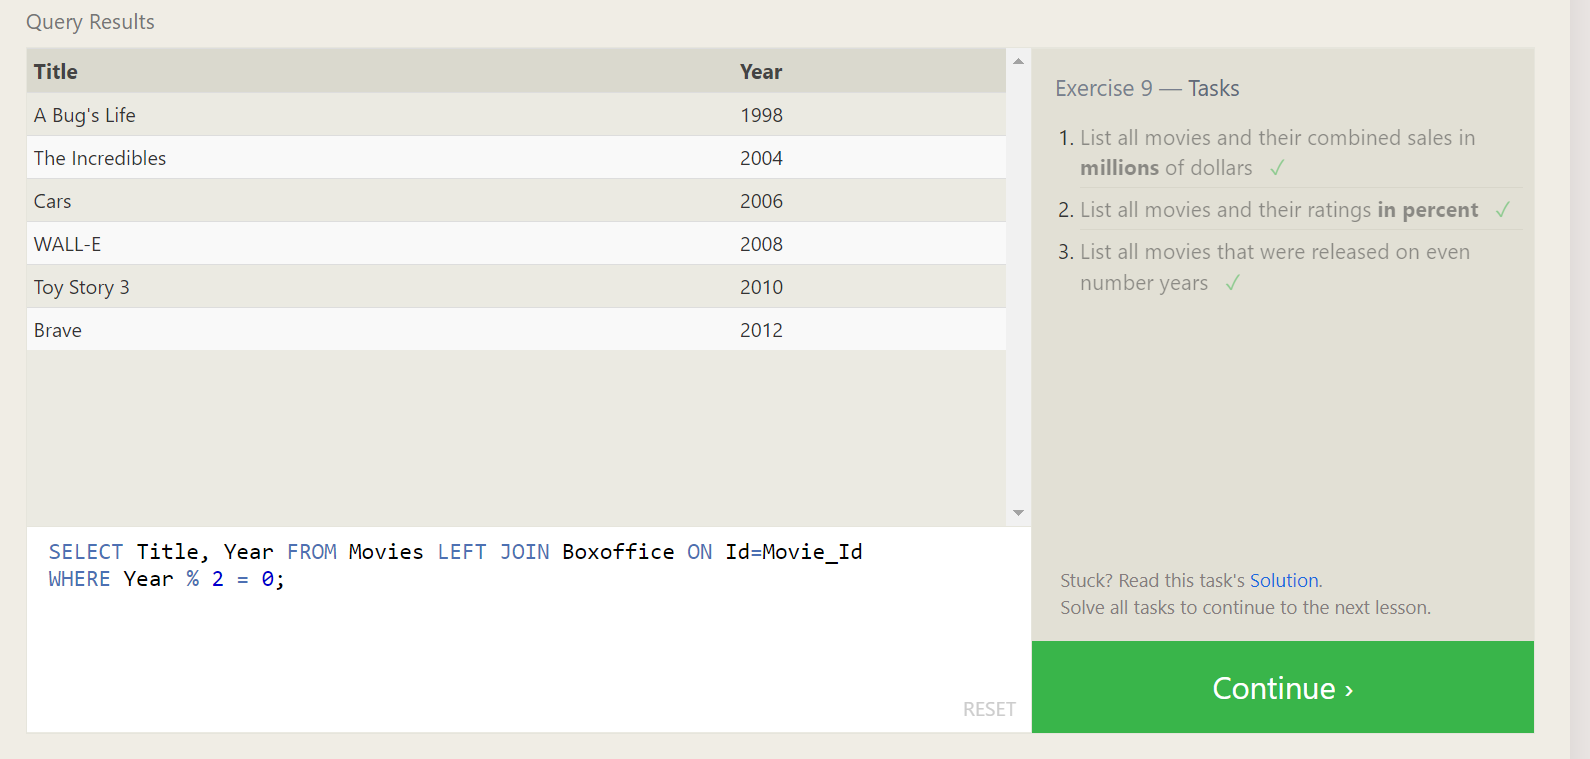 Query Results
Title Year
A Bug's Life 1998
The Incredibles 2004
Cars 2006
WALL-E 2008
Toy Story 3 2010
Brave 2012
SELECT Title, Year FROM Movies LEFT JOIN Boxoffice ON Id=Movie_Id
WHERE Year % 2 = 0;
RESET
Exercise 9 — Tasks
1. List all movies and their combined sales in
millions of dollars ✓
2. List all movies and their ratings in percent ✓
3. List all movies that were released on even
number years ✓
Stuck? Read this task's Solution.
Solve all tasks to continue to the next lesson.
Continue ›